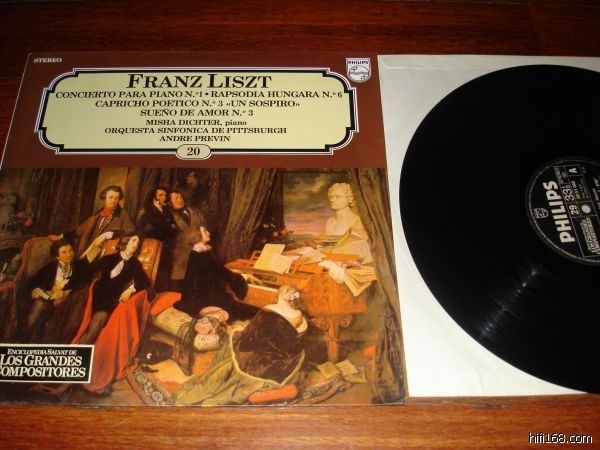 STEREO
PHILIPS
FRANZ LISZT
CONCIERTO PARA PIANO N.º 1 • RAPSODIA HUNGARA N.º 6
CAPRICHO POETICO N.º 3 «UN SOSPIRO»
SUEÑO DE AMOR N.º 3
MISHA DICHTER, piano
ORQUESTA SINFONICA DE PITTSBURGH
ANDRE PREVIN
20
ENCICLOPEDIA SALVAT DE
LOS GRANDES
COMPOSITORES
PHILIPS
33⅓
A
hifi168.com